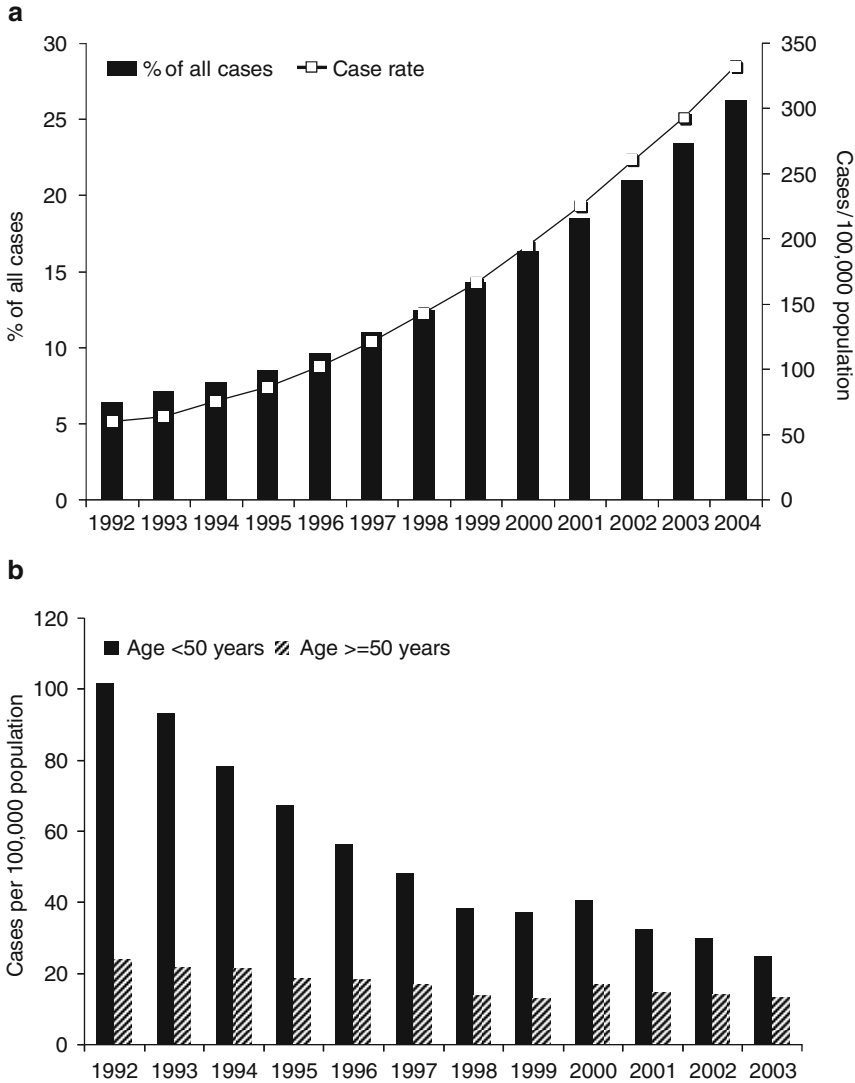 a
30
25
20
15
10
5
0
% of all cases
% of all cases
Case rate
350
300
250
200
150
100
50
0
Cases/100,000 population
1992 1993 1994 1995 1996 1997 1998 1999 2000 2001 2002 2003 2004
b
120
100
80
60
40
20
0
Cases per 100,000 population
Age <50 years
Age >=50 years
1992 1993 1994 1995 1996 1997 1998 1999 2000 2001 2002 2003